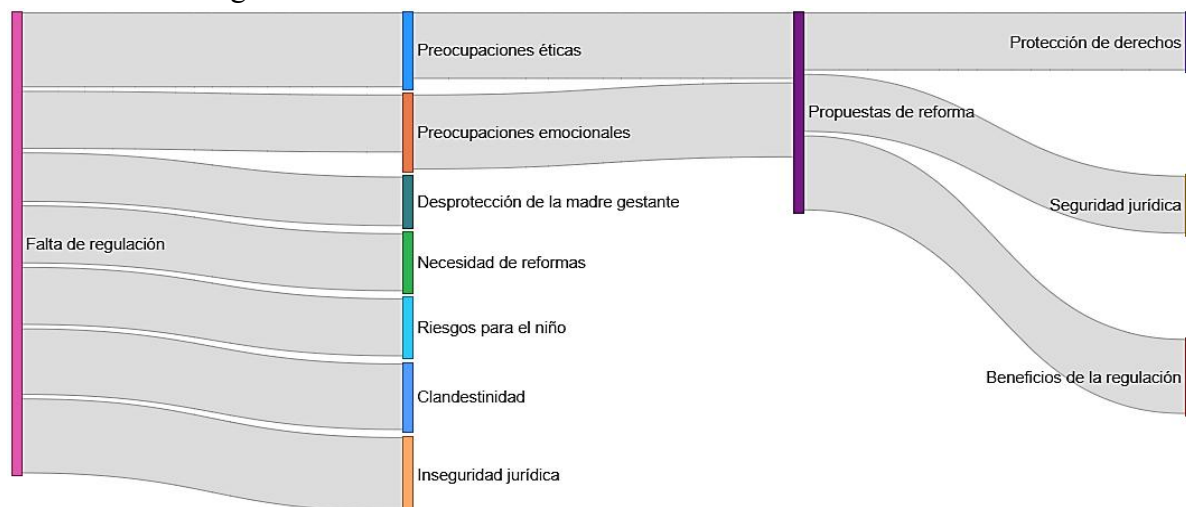 Falta de regulación
Preocupaciones éticas
Preocupaciones emocionales
Desprotección de la madre gestante
Necesidad de reformas
Riesgos para el niño
Clandestinidad
Inseguridad jurídica
Propuestas de reforma
Protección de derechos
Seguridad jurídica
Beneficios de la regulación